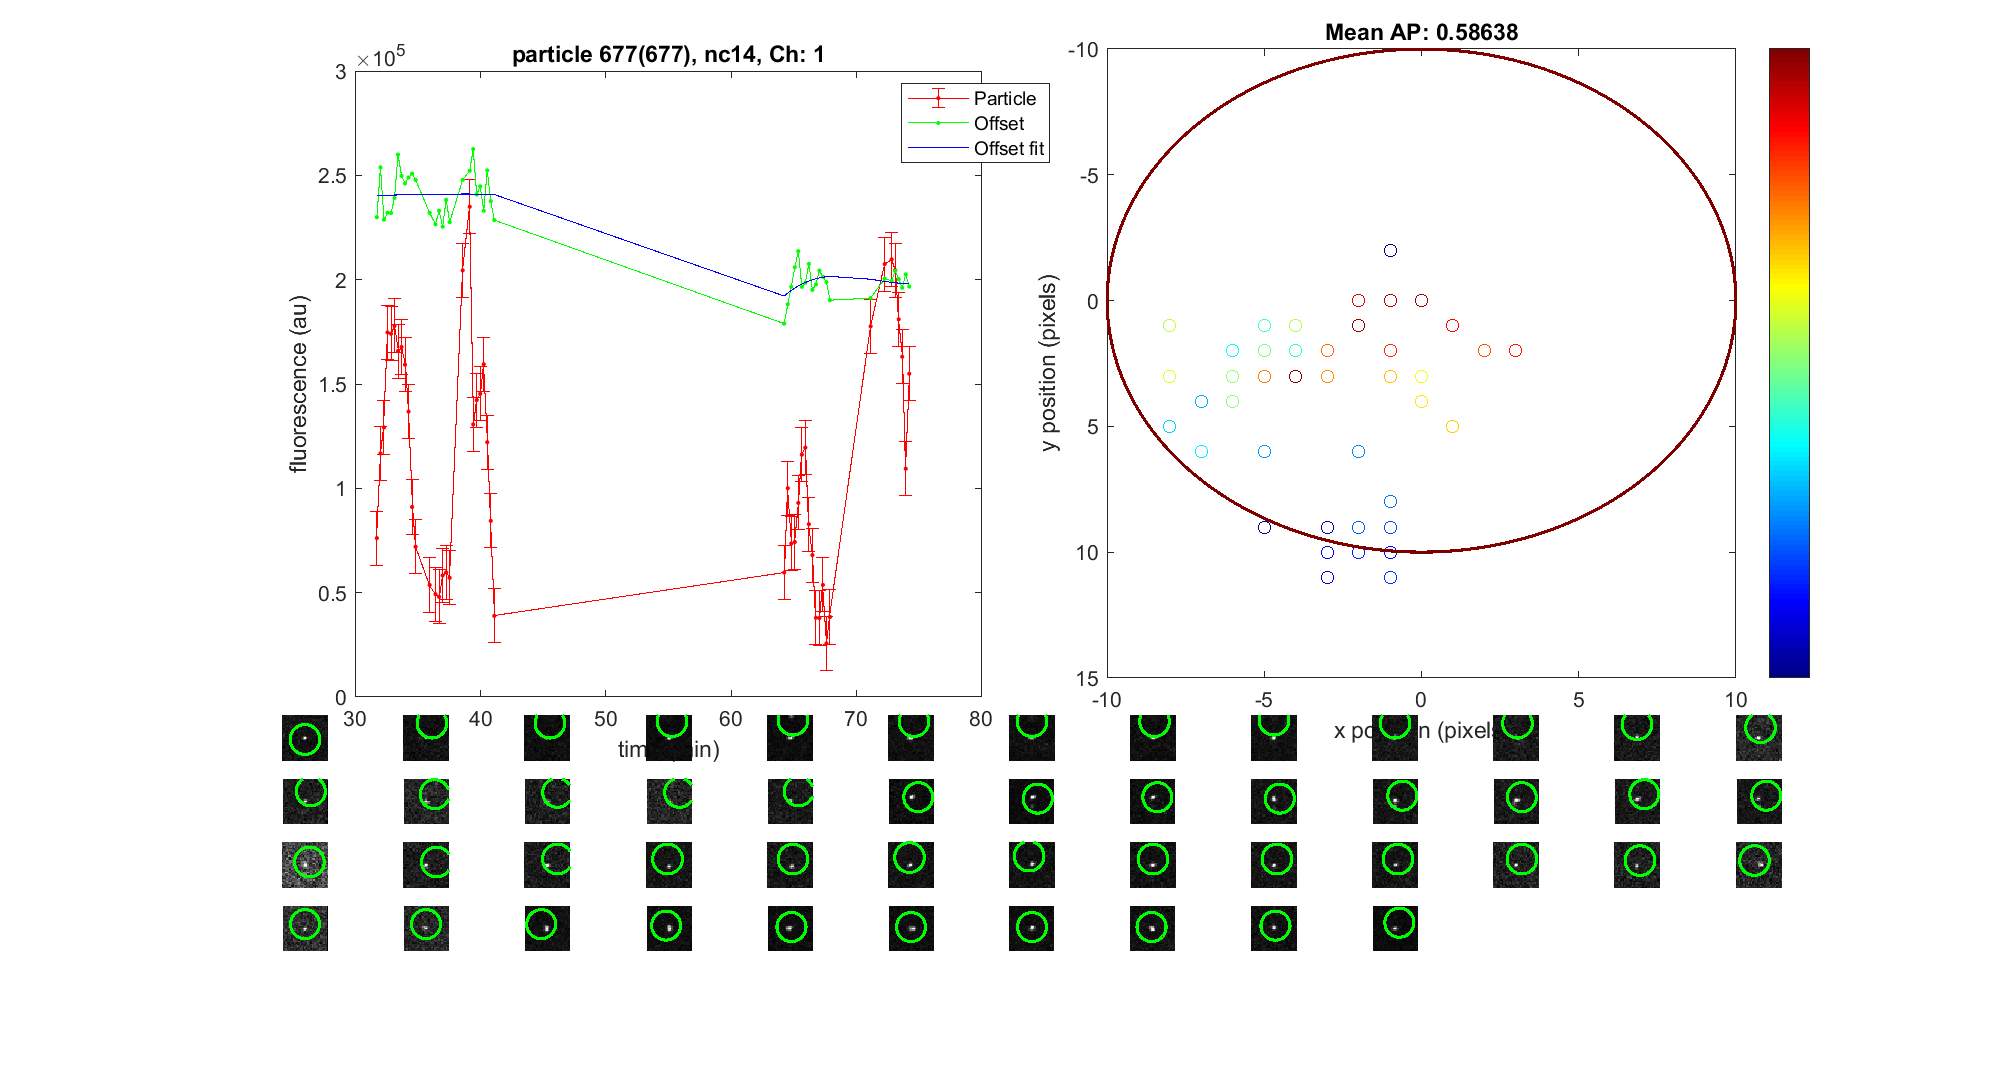 particle 677(677), nc14, Ch: 1
×10^5
3
2.5
2
1.5
1
0.5
0
30 40 50 60 70 80
fluorescence (au)
Particle
Offset
Offset fit
Mean AP: 0.58638
-10
-5
0
5
10
15
-10 -5 0 5 10
y position (pixels)